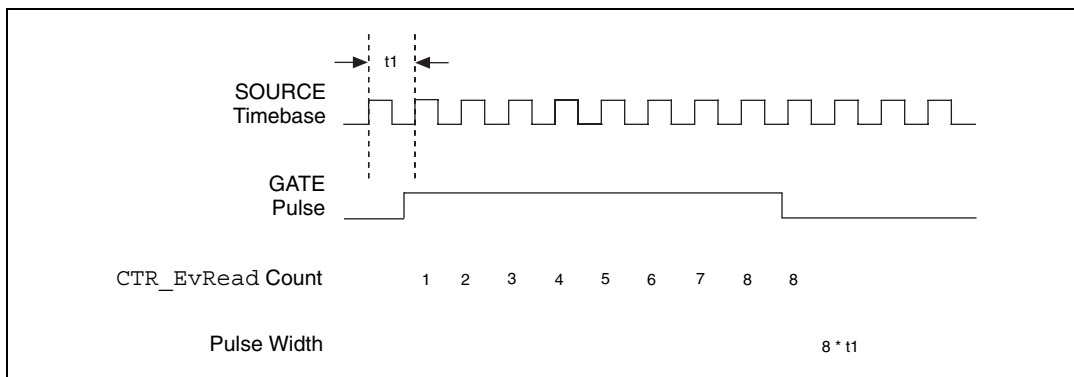 t1
SOURCE
Timebase
GATE
Pulse
CTR_EvRead Count 1 2 3 4 5 6 7 8 8
Pulse Width 8 * t1